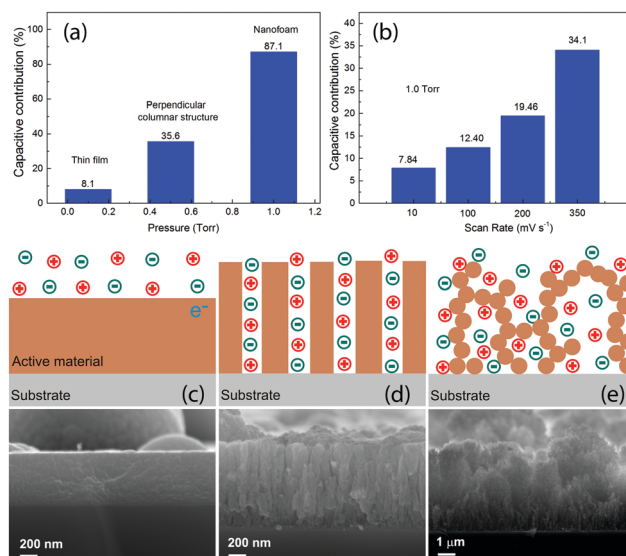 (a)
Capacitive contribution (%)
100
80
60
40
20
0
Nanofoam
87.1
Perpendicular
columnar structure
35.6
Thin film
8.1
0.0 0.2 0.4 0.6 0.8 1.0 1.2
Pressure (Torr)
(b)
Capacitive contribution (%)
40
35
30
25
20
15
10
5
0
34.1
19.46
12.40
7.84
1.0 Torr
10 100 200 350
Scan Rate (mV s⁻¹)
e⁻
Active material
Substrate (c)
Substrate (d)
Substrate (e)
200 nm
200 nm
1 μm